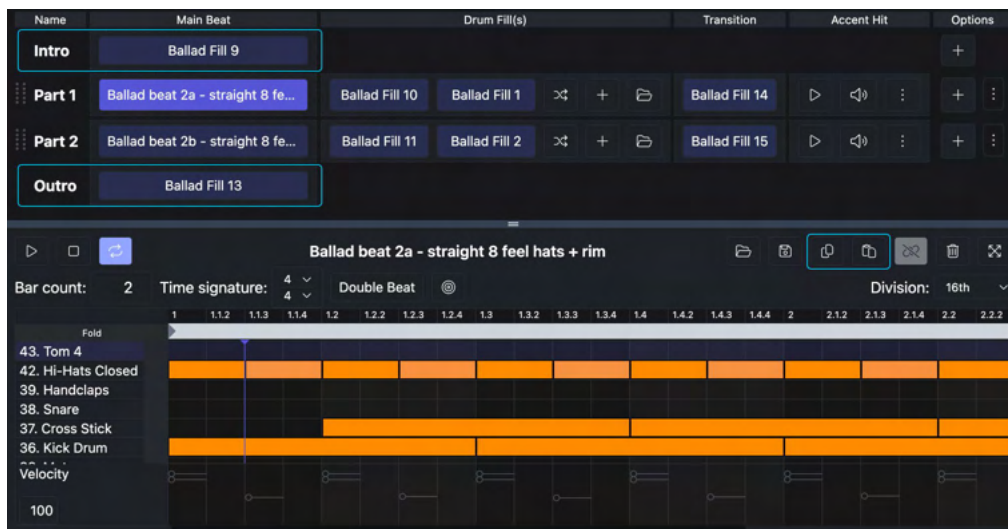 Name Main Beat Drum Fill(s) Transition Accent Hit Options
Intro Ballad Fill 9
Part 1 Ballad beat 2a - straight 8 fe... Ballad Fill 10 Ballad Fill 1 Ballad Fill 14
Part 2 Ballad beat 2b - straight 8 fe... Ballad Fill 11 Ballad Fill 2 Ballad Fill 15
Outro Ballad Fill 13
Ballad beat 2a - straight 8 feel hats + rim
Bar count: 2 Time signature: 4 4 Double Beat Division: 16th
1 1.1.2 1.1.3 1.1.4 1.2 1.2.2 1.2.3 1.2.4 1.3 1.3.2 1.3.3 1.3.4 1.4 1.4.2 1.4.3 1.4.4 2 2.1.2 2.1.3 2.1.4 2.2 2.2.2
Fold
43. Tom 4
42. Hi-Hats Closed
39. Handclaps
38. Snare
37. Cross Stick
36. Kick Drum
Velocity
100